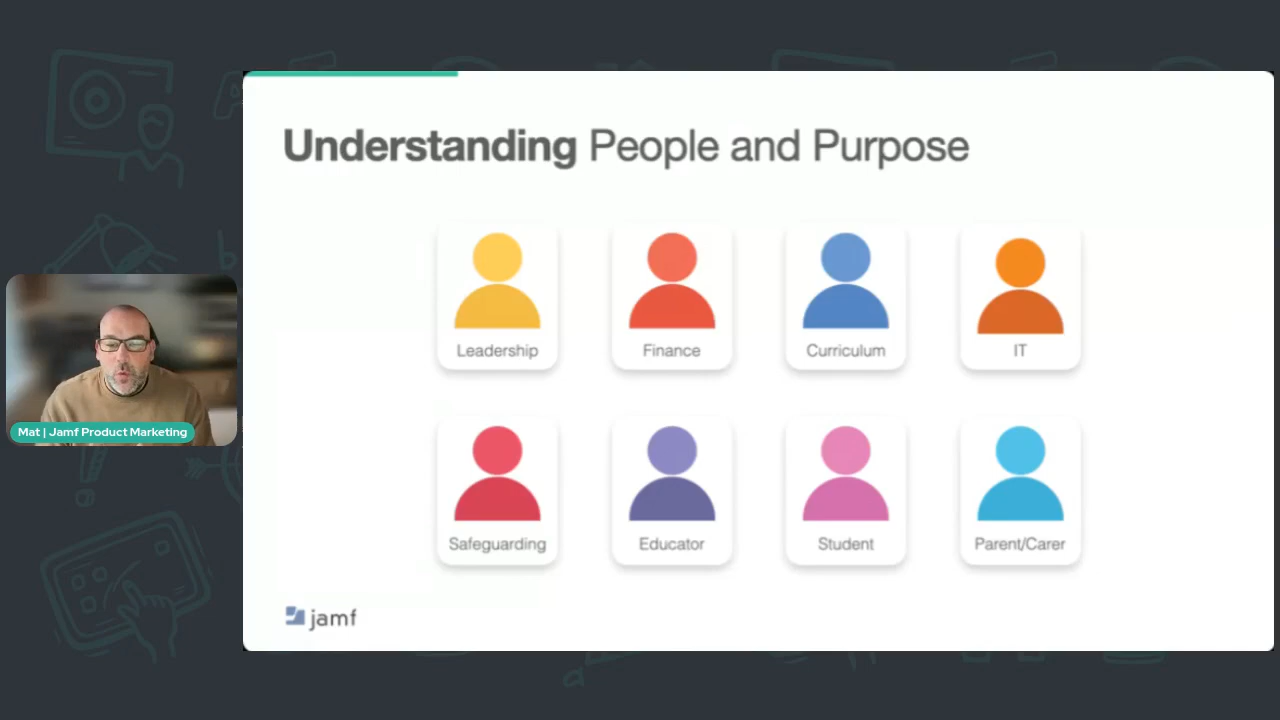 Understanding People and Purpose
Leadership
Finance
Curriculum
IT
Mat | Jamf Product Marketing
Safeguarding
Educator
Student
Parent/Carer
jamf